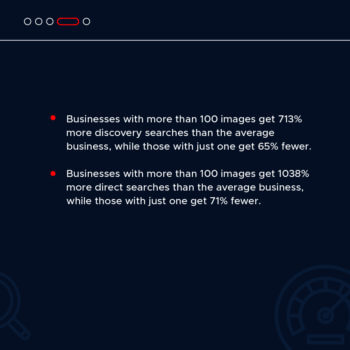 Businesses with more than 100 images get 713%
more discovery searches than the average
business, while those with just one get 65% fewer.
Businesses with more than 100 images get 1038%
more direct searches than the average business,
while those with just one get 71% fewer.